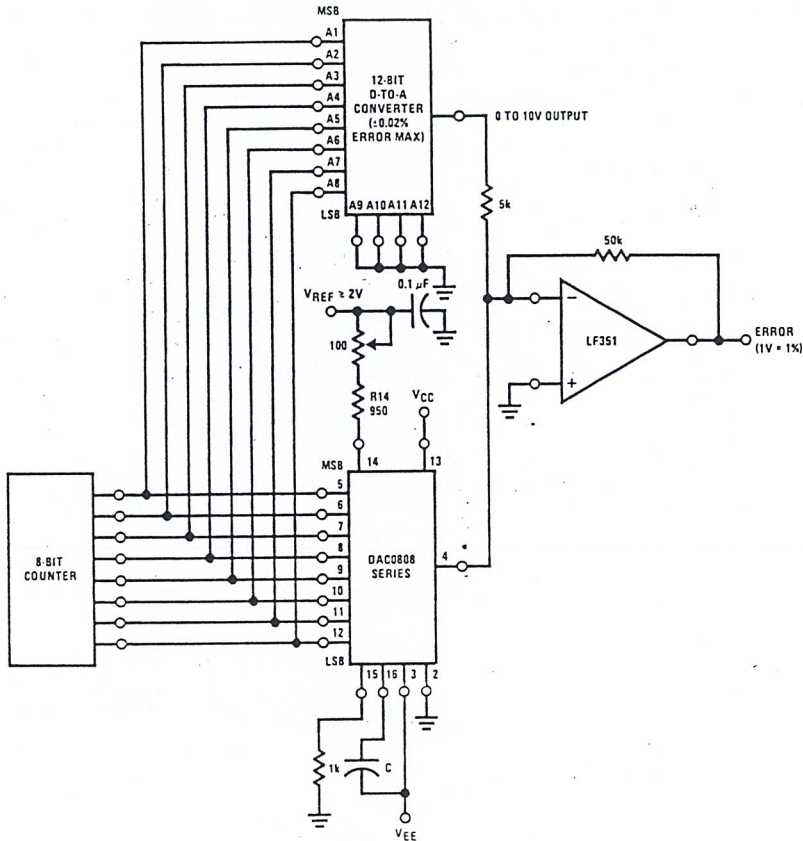 MSB
A1
A2
A3
A4
A5
A6
A7
A8
LSB
12-BIT
D-TO-A
CONVERTER
(±0.02%
ERROR MAX)
A9 A10 A11 A12
0 TO 10V OUTPUT
5k
50k
0.1 µF
VREF ≥ 2V
100
R14
950
VCC
−
+
LF351
ERROR
(1V = 1%)
8-BIT
COUNTER
MSB
5
6
7
8
9
10
11
12
LSB
14
13
DAC0808
SERIES
4
15 16 3 2
1k
C
VEE